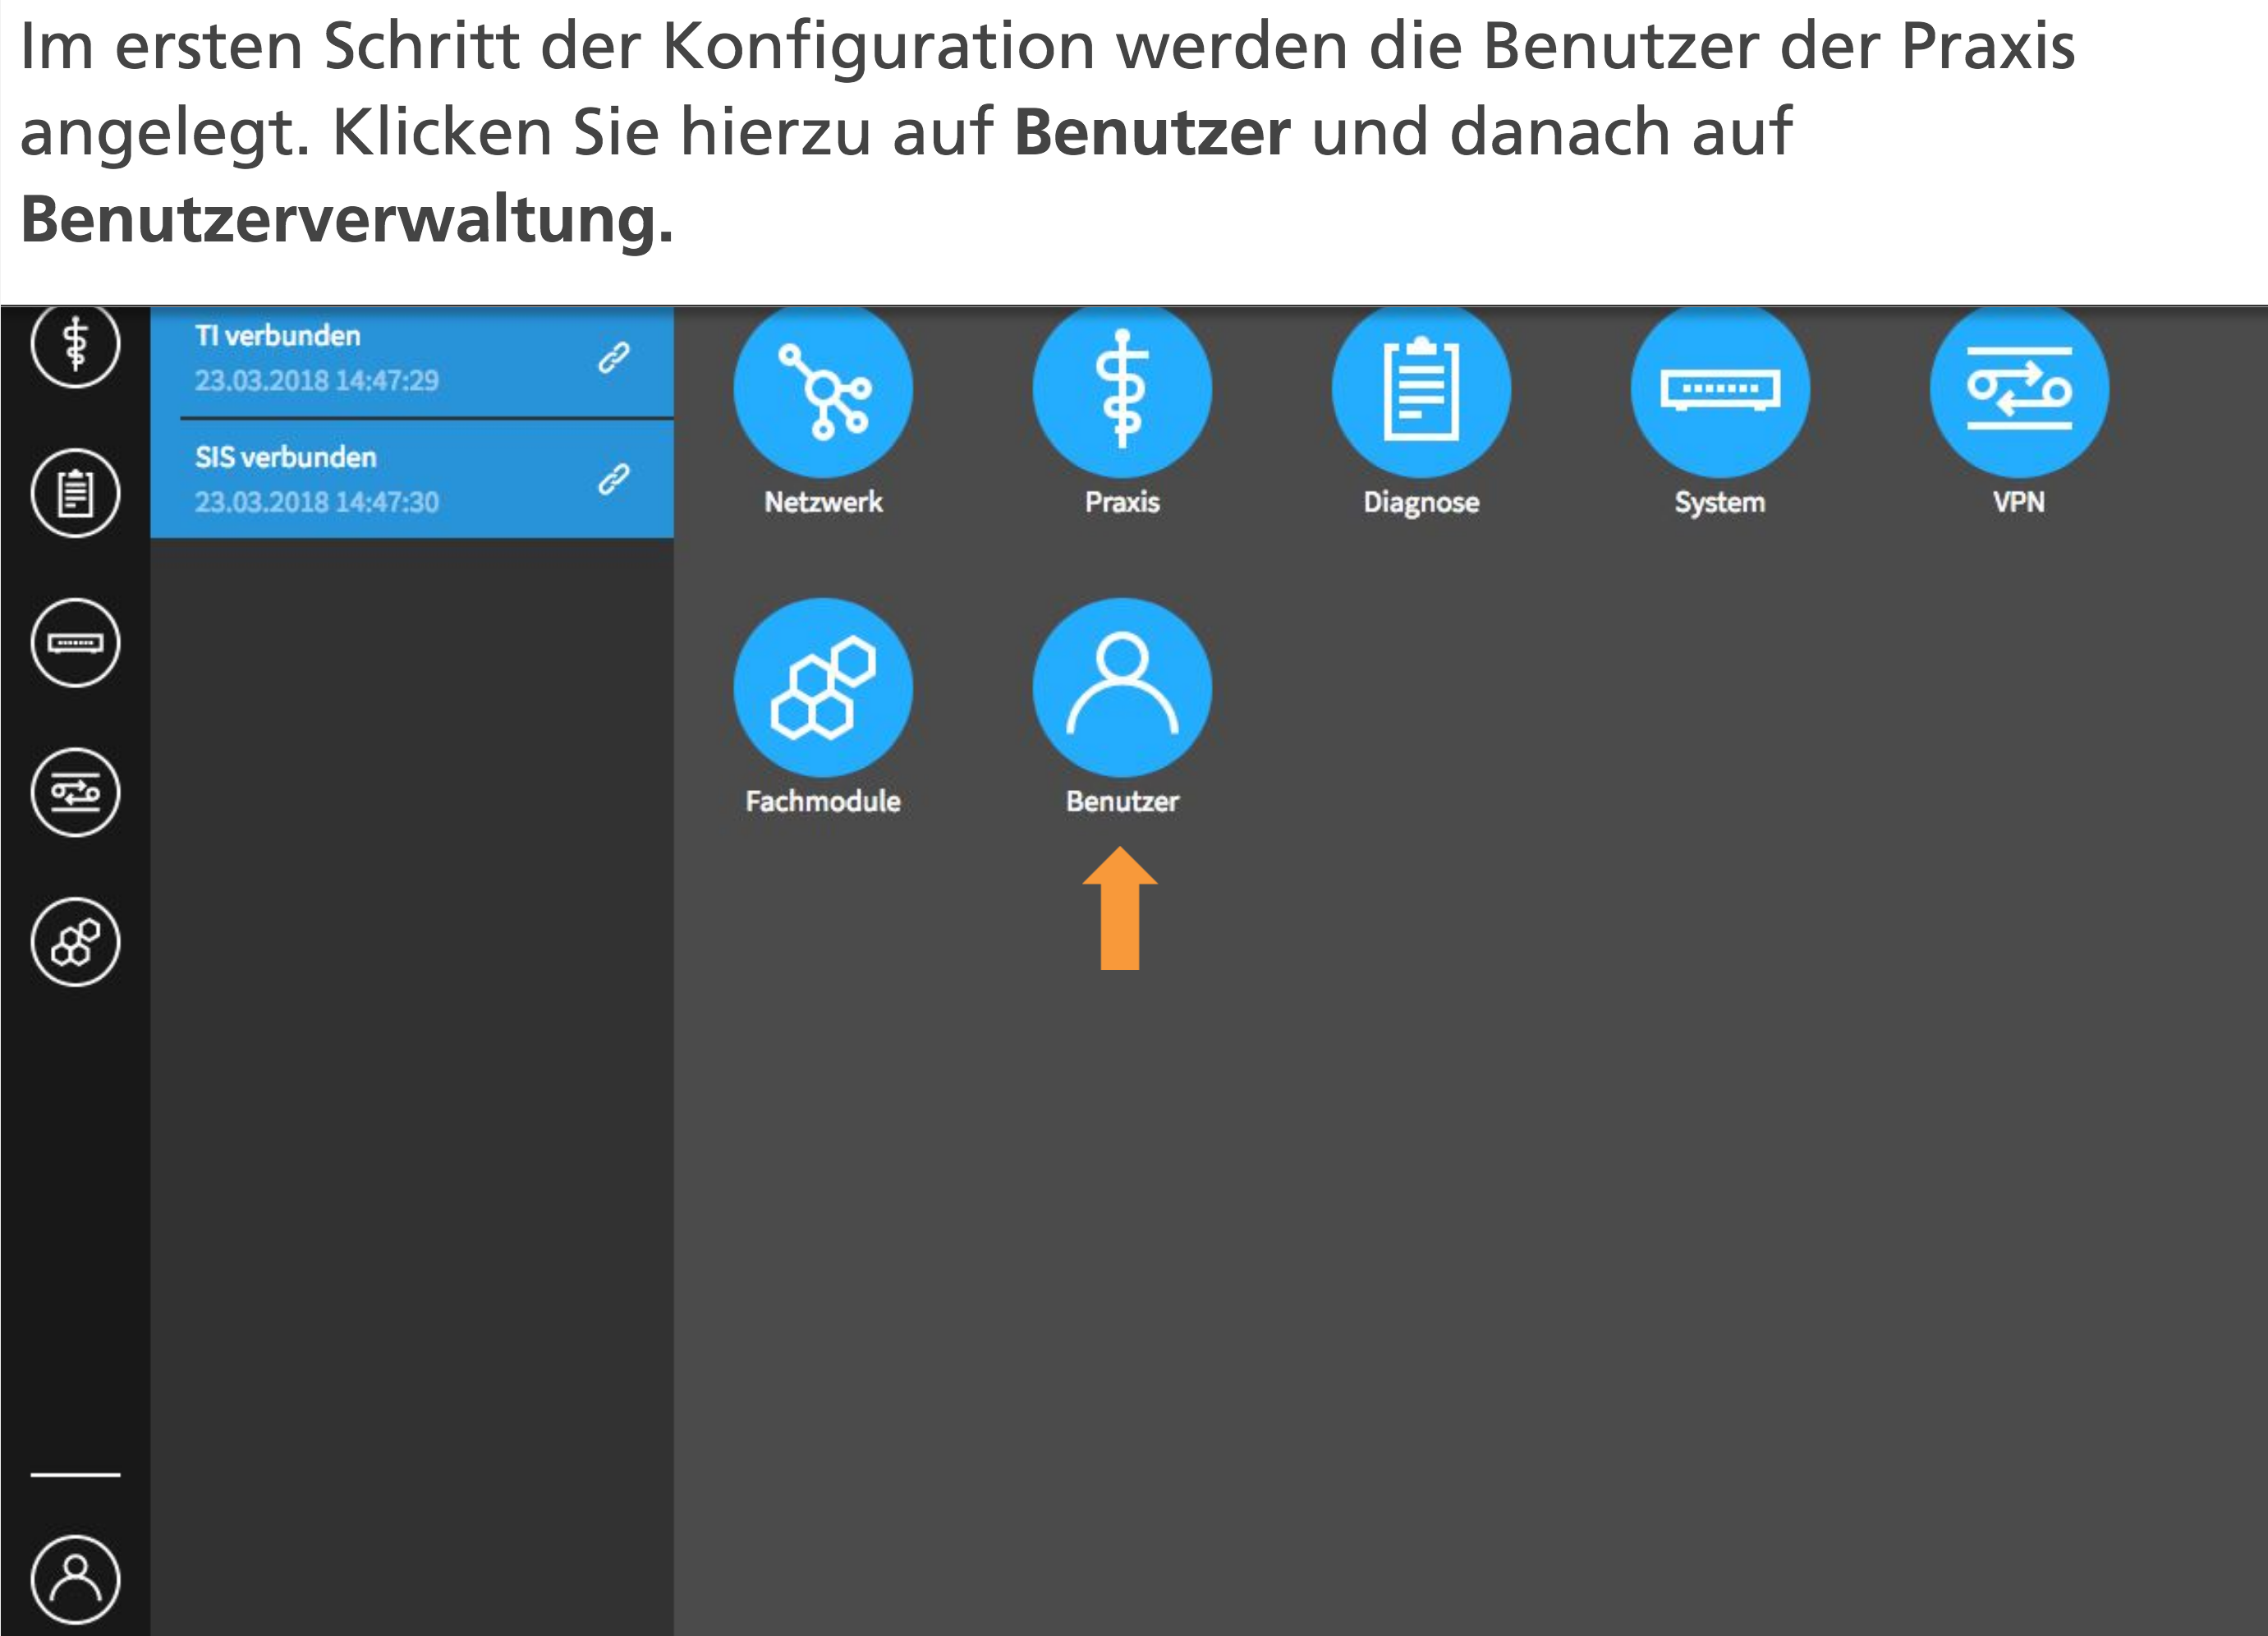 Im ersten Schritt der Konfiguration werden die Benutzer der Praxis
angelegt. Klicken Sie hierzu auf Benutzer und danach auf
Benutzerverwaltung.
TI verbunden
23.03.2018 14:47:29
SIS verbunden
23.03.2018 14:47:30
Netzwerk
Praxis
Diagnose
System
VPN
Fachmodule
Benutzer